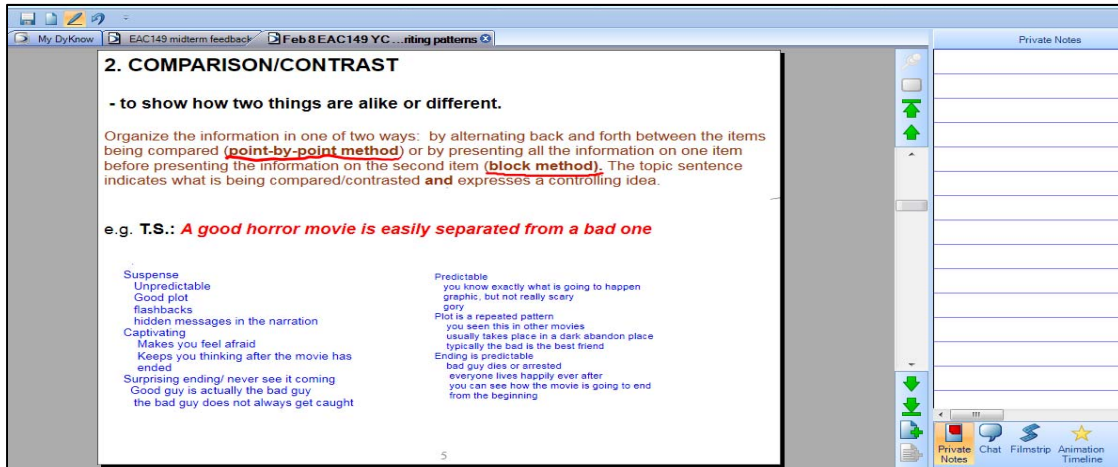 My DyKnow
EAC149 midterm feedback
Feb 8 EAC149 YC...riting patterns
Private Notes
2. COMPARISON/CONTRAST
- to show how two things are alike or different.
Organize the information in one of two ways: by alternating back and forth between the items
being compared (point-by-point method) or by presenting all the information on one item
before presenting the information on the second item (block method). The topic sentence
indicates what is being compared/contrasted and expresses a controlling idea.
e.g. T.S.: A good horror movie is easily separated from a bad one
Suspense
Unpredictable
Good plot
flashbacks
hidden messages in the narration
Captivating
Makes you feel afraid
Keeps you thinking after the movie has
ended
Surprising ending/ never see it coming
Good guy is actually the bad guy
the bad guy does not always get caught
Predictable
you know exactly what is going to happen
graphic, but not really scary
gory
Plot is a repeated pattern
you seen this in other movies
usually takes place in a dark abandon place
typically the bad is the best friend
Ending is predictable
bad guy dies or arrested
everyone lives happily ever after
you can see how the movie is going to end
from the beginning
5
Private
Notes
Chat
Filmstrip
Animation
Timeline